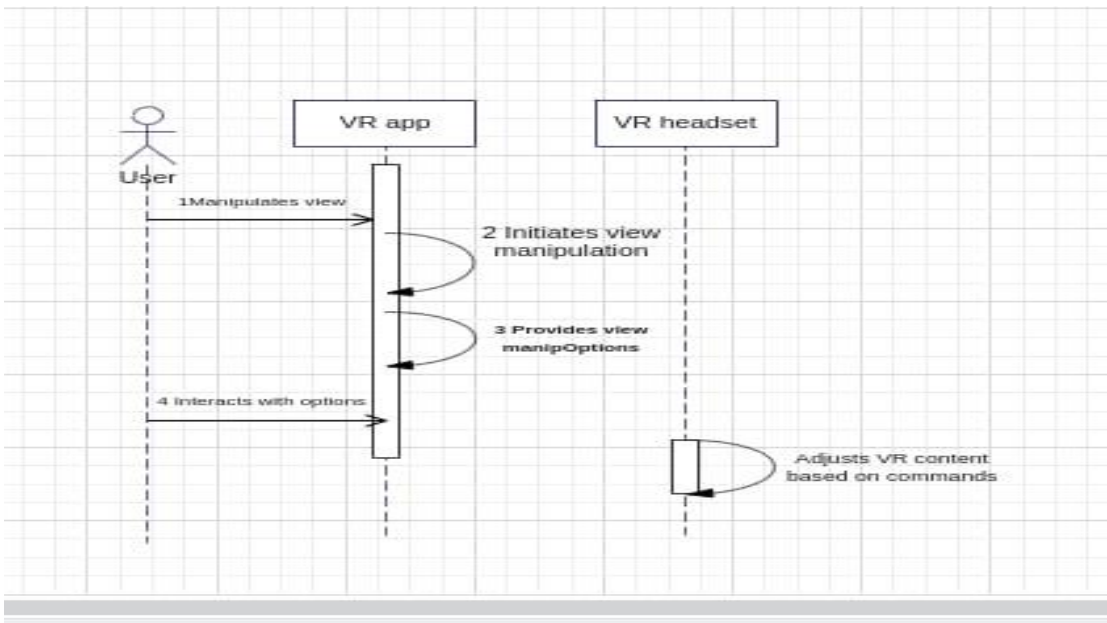 VR app
VR headset
User
1Manipulates view
2 Initiates view
manipulation
3 Provides view
manipOptions
4 Interacts with options
Adjusts VR content
based on commands